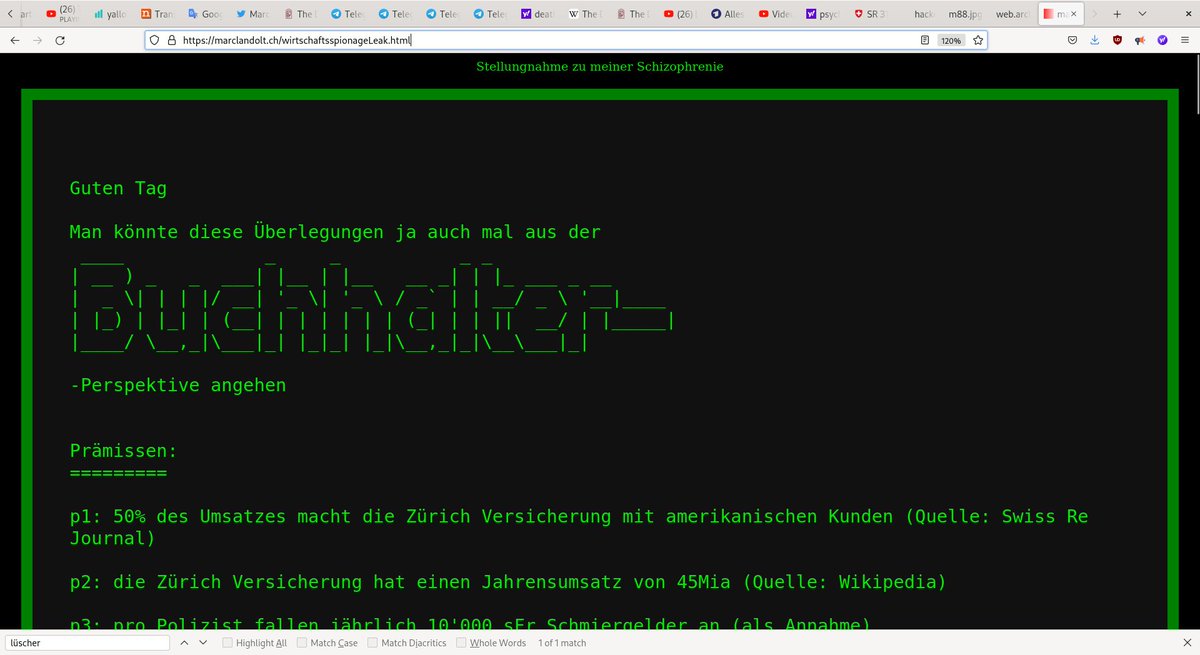 (26)
PLAYI
yallo
Tran
Goo
Marc
The I
Tele
Tele
Tele
Tele
deat
The I
The I
(26)
Alles
Vide
psyc
SR 3
hack
m88.jpg
web.arc
ma
https://marclandolt.ch/wirtschaftsspionageLeak.html
120%
Stellungnahme zu meiner Schizophrenie
Guten Tag
Man könnte diese Überlegungen ja auch mal aus der
Buchhalter-
-Perspektive angehen
Prämissen:
=========
p1: 50% des Umsatzes macht die Zürich Versicherung mit amerikanischen Kunden (Quelle: Swiss Re
Journal)
p2: die Zürich Versicherung hat einen Jahrensumsatz von 45Mia (Quelle: Wikipedia)
p3: pro Polizist fallen jährlich 10'000 sFr Schmiergelder an (als Annahme)
lüscher
Highlight All
Match Case
Match Diacritics
Whole Words
1 of 1 match